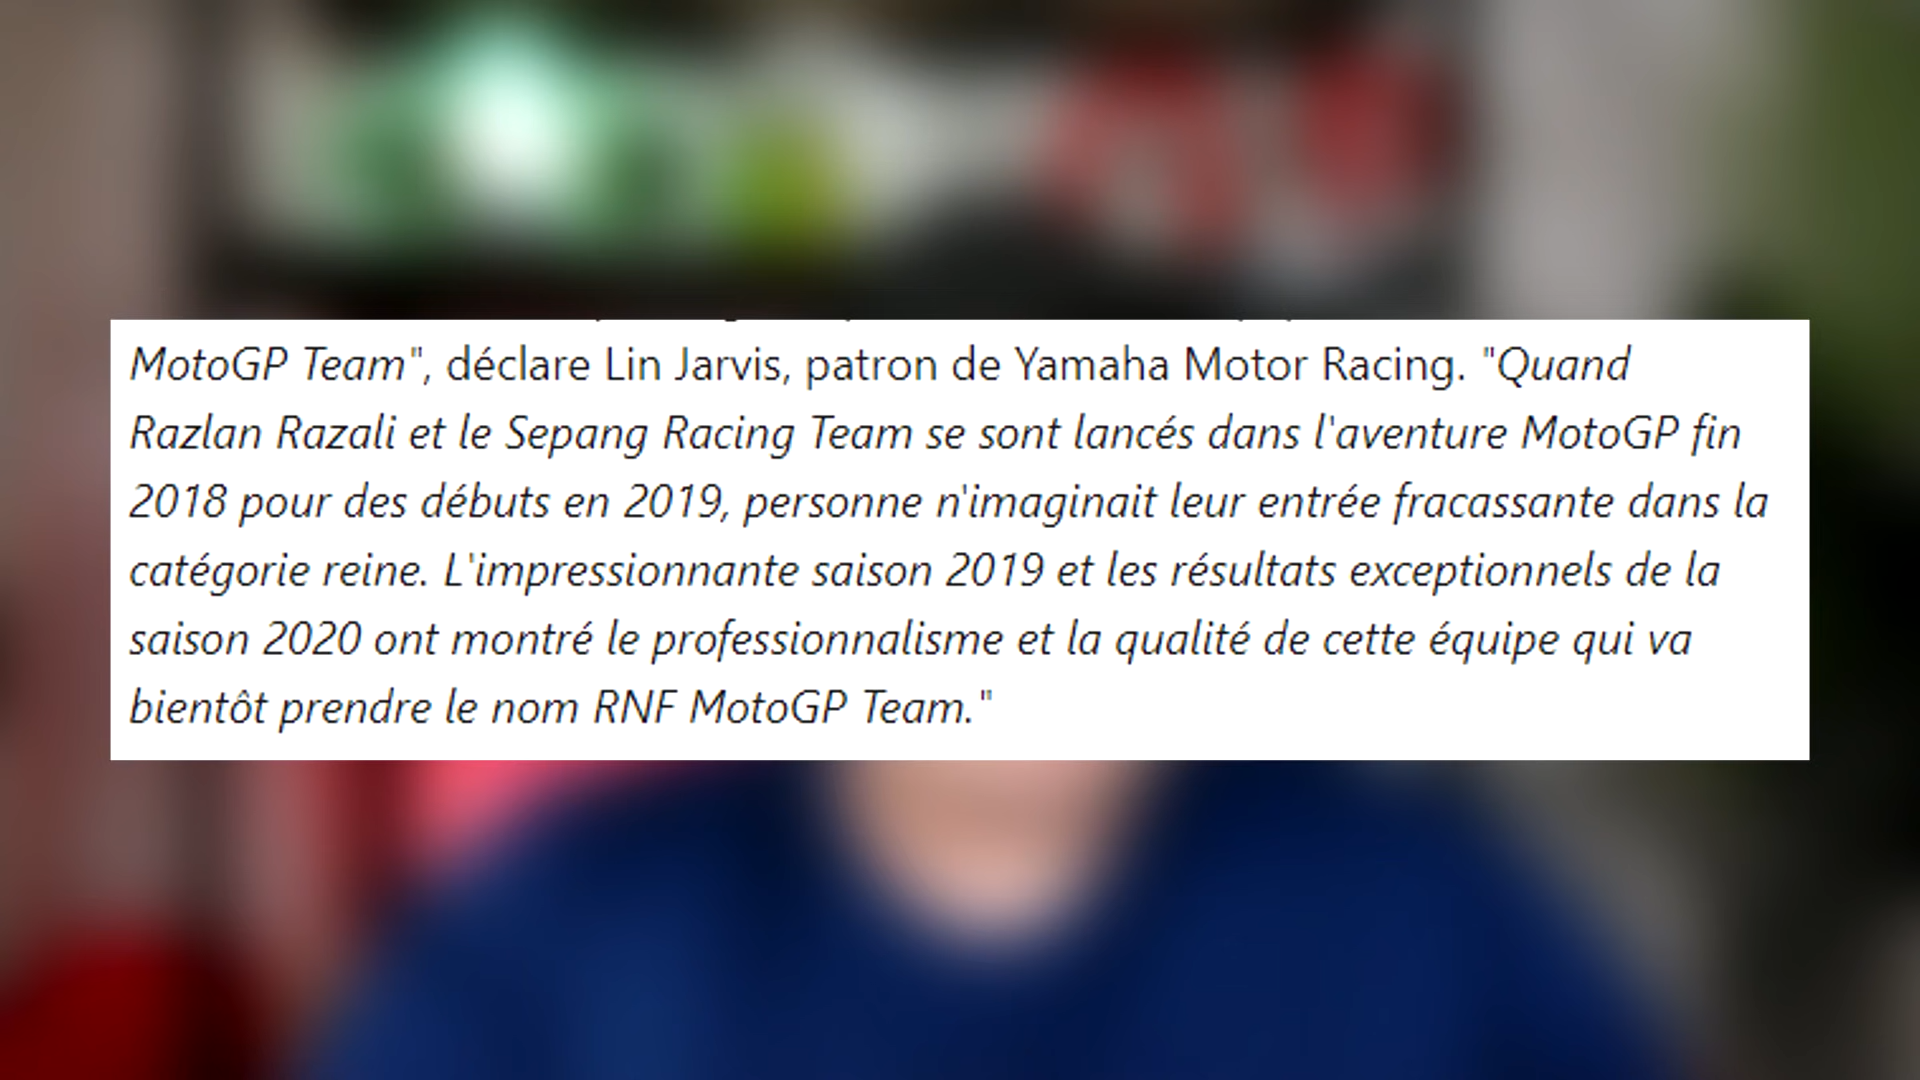 MotoGP Team", déclare Lin Jarvis, patron de Yamaha Motor Racing. "Quand
Razlan Razali et le Sepang Racing Team se sont lancés dans l'aventure MotoGP fin
2018 pour des débuts en 2019, personne n'imaginait leur entrée fracassante dans la
catégorie reine. L'impressionnante saison 2019 et les résultats exceptionnels de la
saison 2020 ont montré le professionnalisme et la qualité de cette équipe qui va
bientôt prendre le nom RNF MotoGP Team."